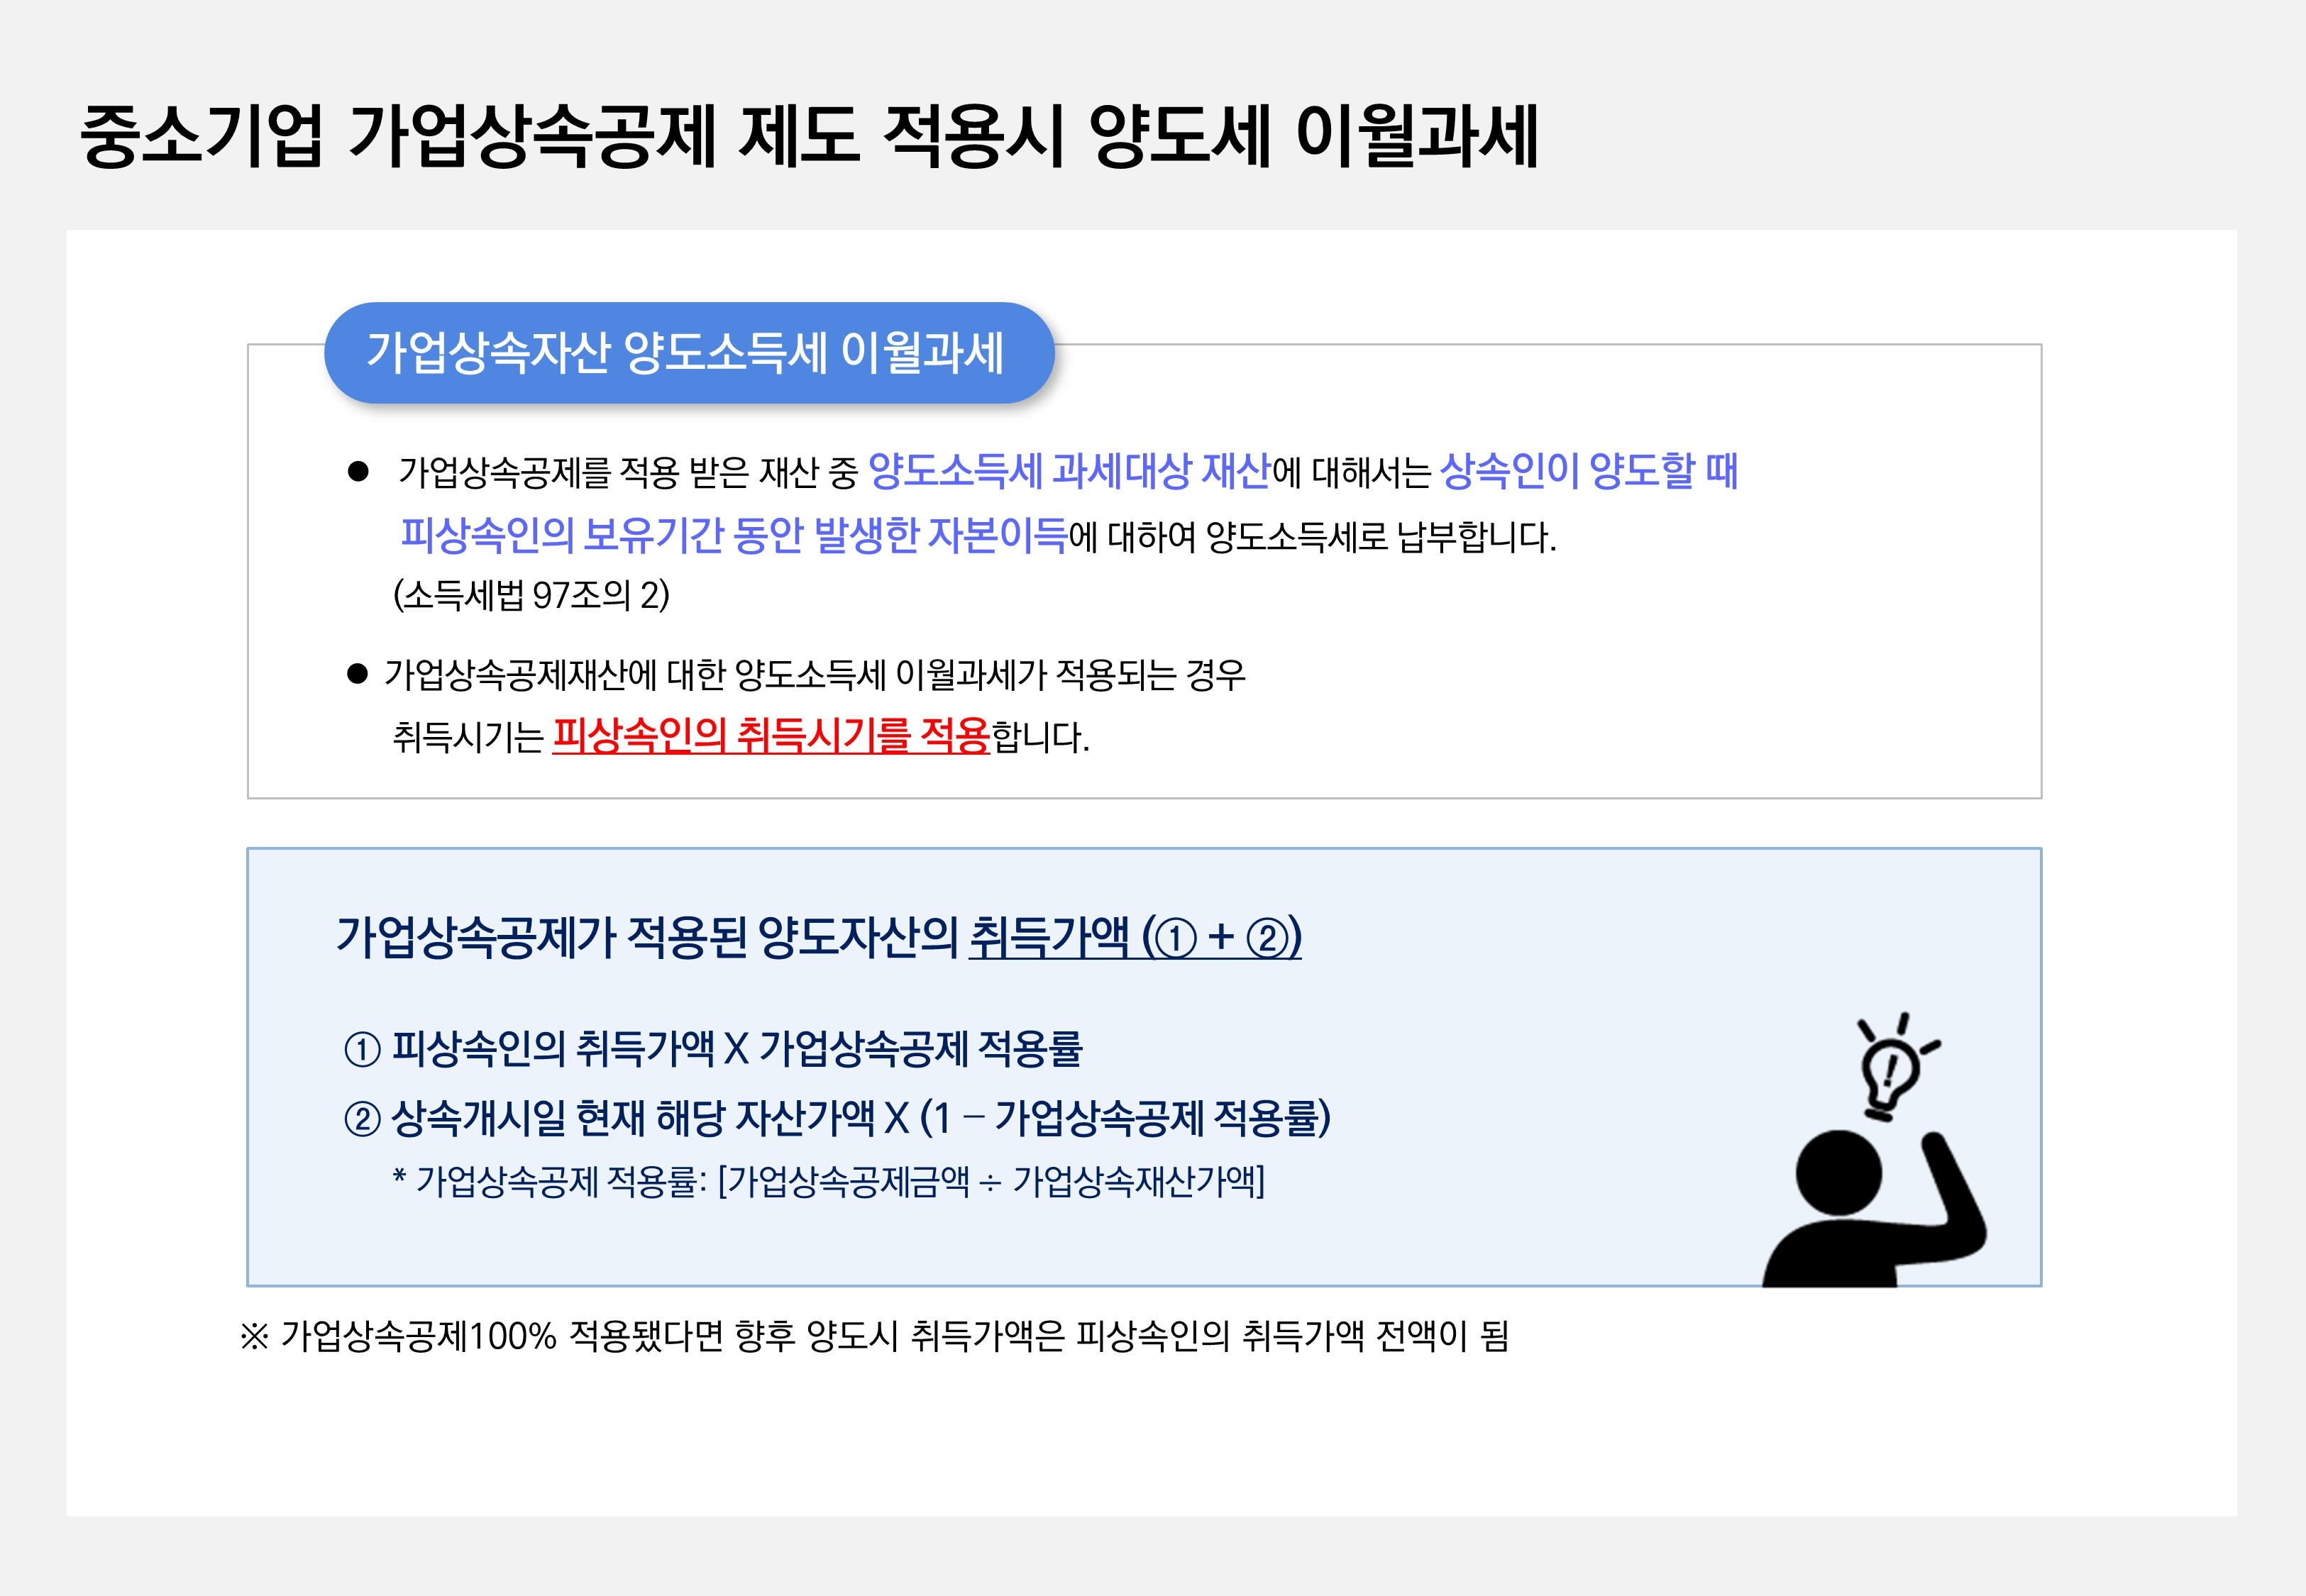 중소기업 가업상속공제 제도 적용시 양도세 이월과세
가업상속자산 양도소득세 이월과세
● 가업상속공제를 적용 받은 재산 중 양도소득세 과세대상 재산에 대해서는 상속인이 양도할 때
피상속인의 보유기간 동안 발생한 자본이득에 대하여 양도소득세로 납부합니다.
(소득세법 97조의 2)
● 가업상속공제재산에 대한 양도소득세 이월과세가 적용되는 경우
취득시기는 피상속인의 취득시기를 적용합니다.
가업상속공제가 적용된 양도자산의 취득가액 (① + ②)
① 피상속인의 취득가액 X 가업상속공제 적용률
② 상속개시일 현재 해당 자산가액 X (1 – 가업상속공제 적용률)
* 가업상속공제 적용률: [가업상속공제금액 ÷ 가업상속재산가액]
※ 가업상속공제100% 적용됐다면 향후 양도시 취득가액은 피상속인의 취득가액 전액이 됨